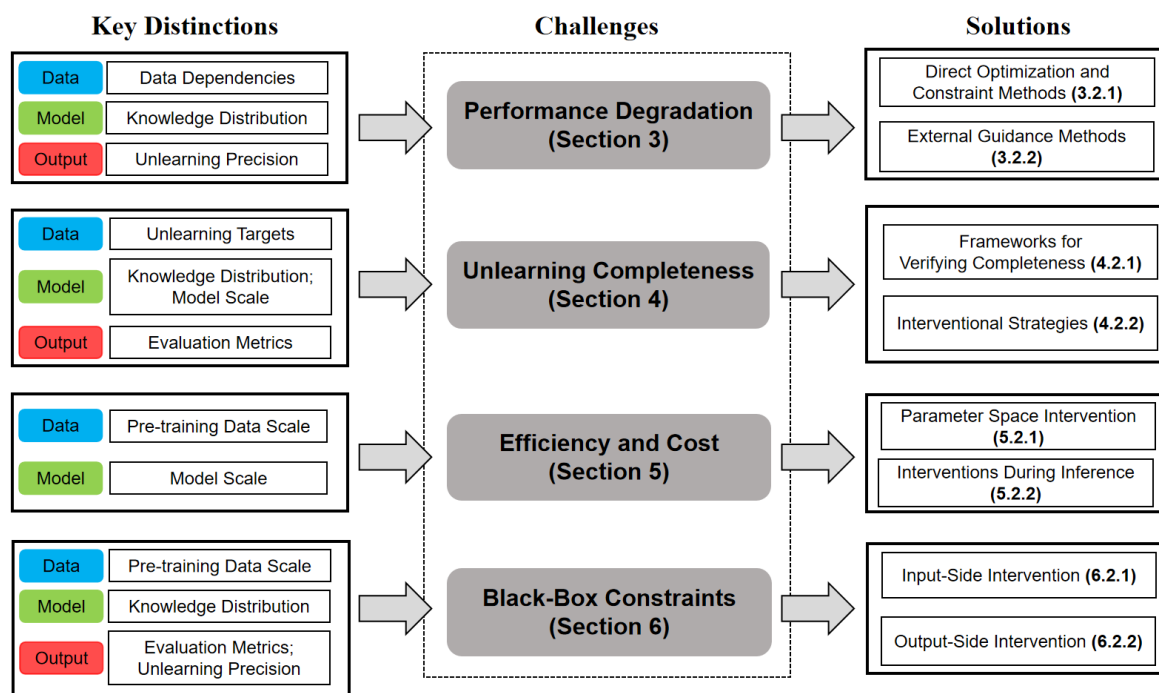 Key Distinctions
Challenges
Solutions
Data
Data Dependencies
Model
Knowledge Distribution
Output
Unlearning Precision
Performance Degradation
(Section 3)
Direct Optimization and
Constraint Methods (3.2.1)
External Guidance Methods
(3.2.2)
Data
Unlearning Targets
Model
Knowledge Distribution;
Model Scale
Output
Evaluation Metrics
Unlearning Completeness
(Section 4)
Frameworks for
Verifying Completeness (4.2.1)
Interventional Strategies (4.2.2)
Data
Pre-training Data Scale
Model
Model Scale
Efficiency and Cost
(Section 5)
Parameter Space Intervention
(5.2.1)
Interventions During Inference
(5.2.2)
Data
Pre-training Data Scale
Model
Knowledge Distribution
Output
Evaluation Metrics;
Unlearning Precision
Black-Box Constraints
(Section 6)
Input-Side Intervention (6.2.1)
Output-Side Intervention (6.2.2)